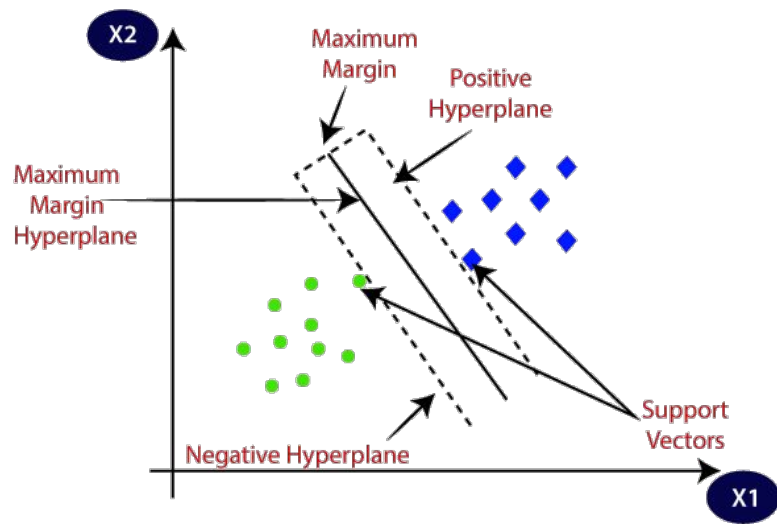 X2
Maximum
Margin
Positive
Hyperplane
Maximum
Margin
Hyperplane
Support
Vectors
Negative Hyperplane
X1